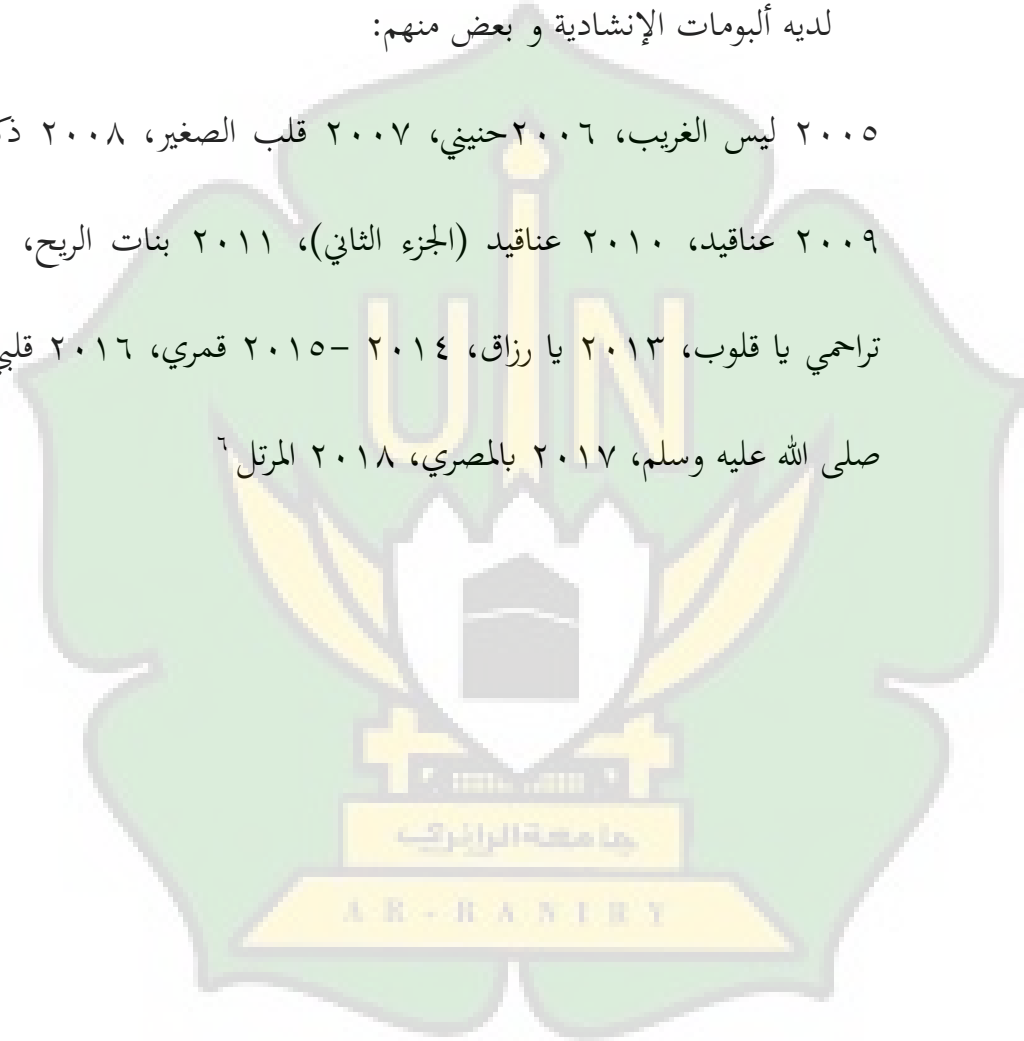 لديه ألبومات الإنشادية و بعض منهم:
٢٠٠٥ ليس الغريب، ٢٠٠٦حنيني، ٢٠٠٧ قلب الصغير، ٢٠٠٨
٢٠٠٩ عناقيد، ٢٠١٠ عناقيد (الجزء الثاني)، ٢٠١١ بنات الريح،
تراحمي يا قلوب، ٢٠١٣ يا رزاق، ٢٠١٤ -٢٠١٥ قمري، ٢٠١٦
صلى الله عليه وسلم، ٢٠١٧ بالمصري، ٢٠١٨ المرتل٦
UIN
جامعة الرانري
AR-RANIRY